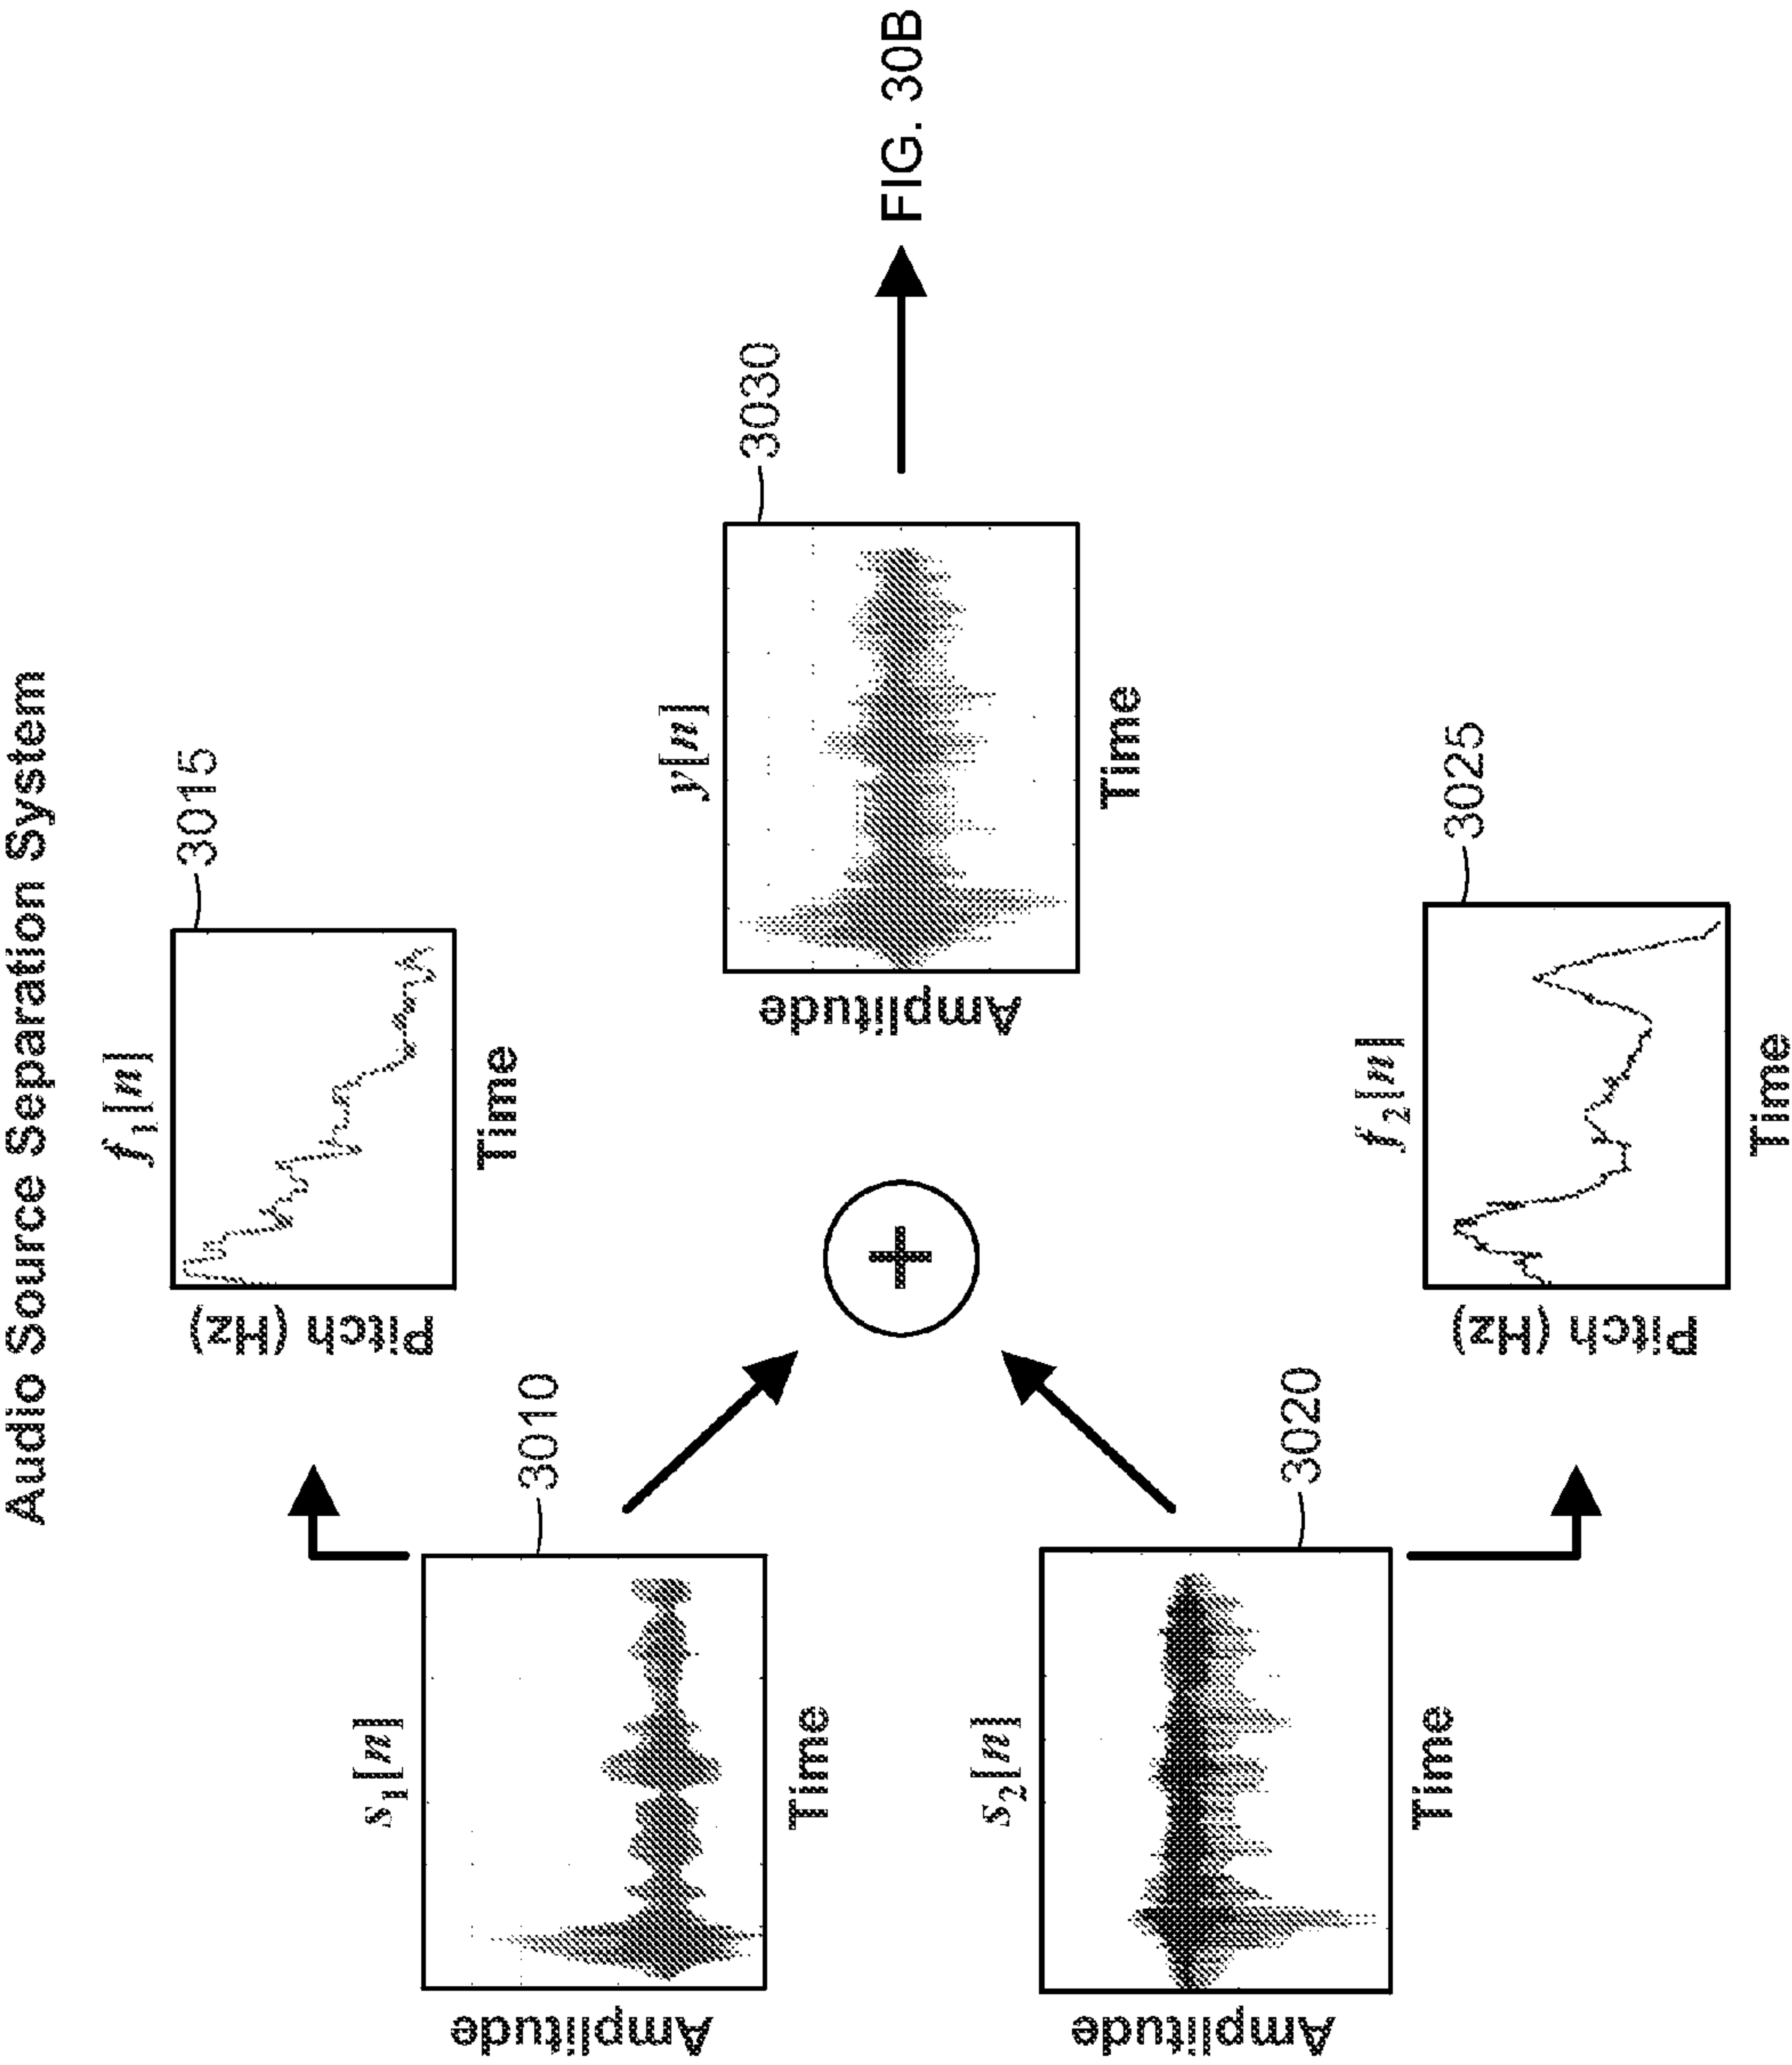 Audio Source Separation System
f₁[n]
3015
Pitch (Hz)
Time
s₁[n]
3010
Amplitude
Time
+
y[n]
3030
Amplitude
Time
FIG. 30B
s₂[n]
3020
Amplitude
Time
f₂[n]
3025
Pitch (Hz)
Time